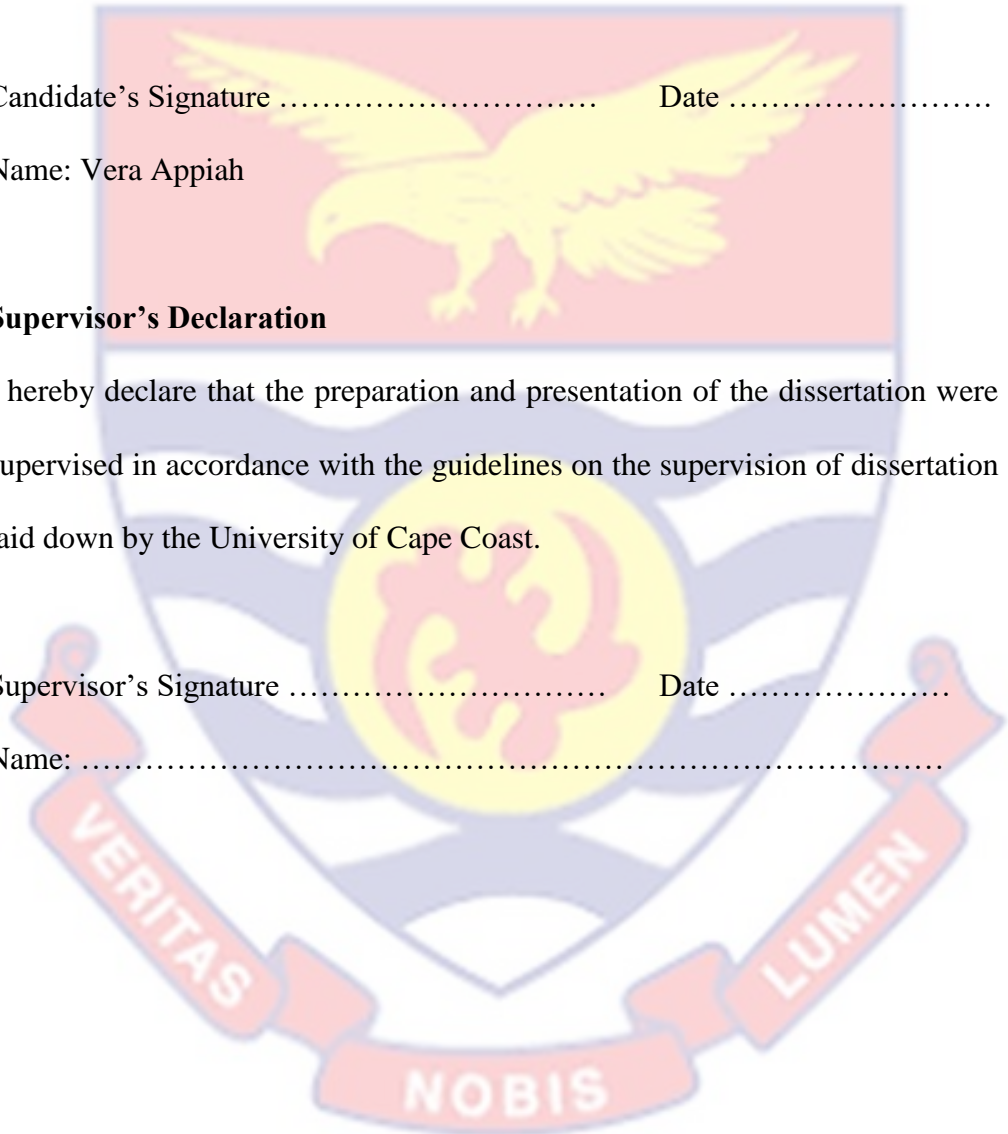 Candidate’s Signature ………………………… Date …………………….
Name: Vera Appiah
Supervisor’s Declaration
hereby declare that the preparation and presentation of the dissertation were
supervised in accordance with the guidelines on the supervision of dissertation
laid down by the University of Cape Coast.
Supervisor’s Signature ………………………… Date …………………
Name: ………………………………………………………………………
VERITAS
NOBIS
LUMEN